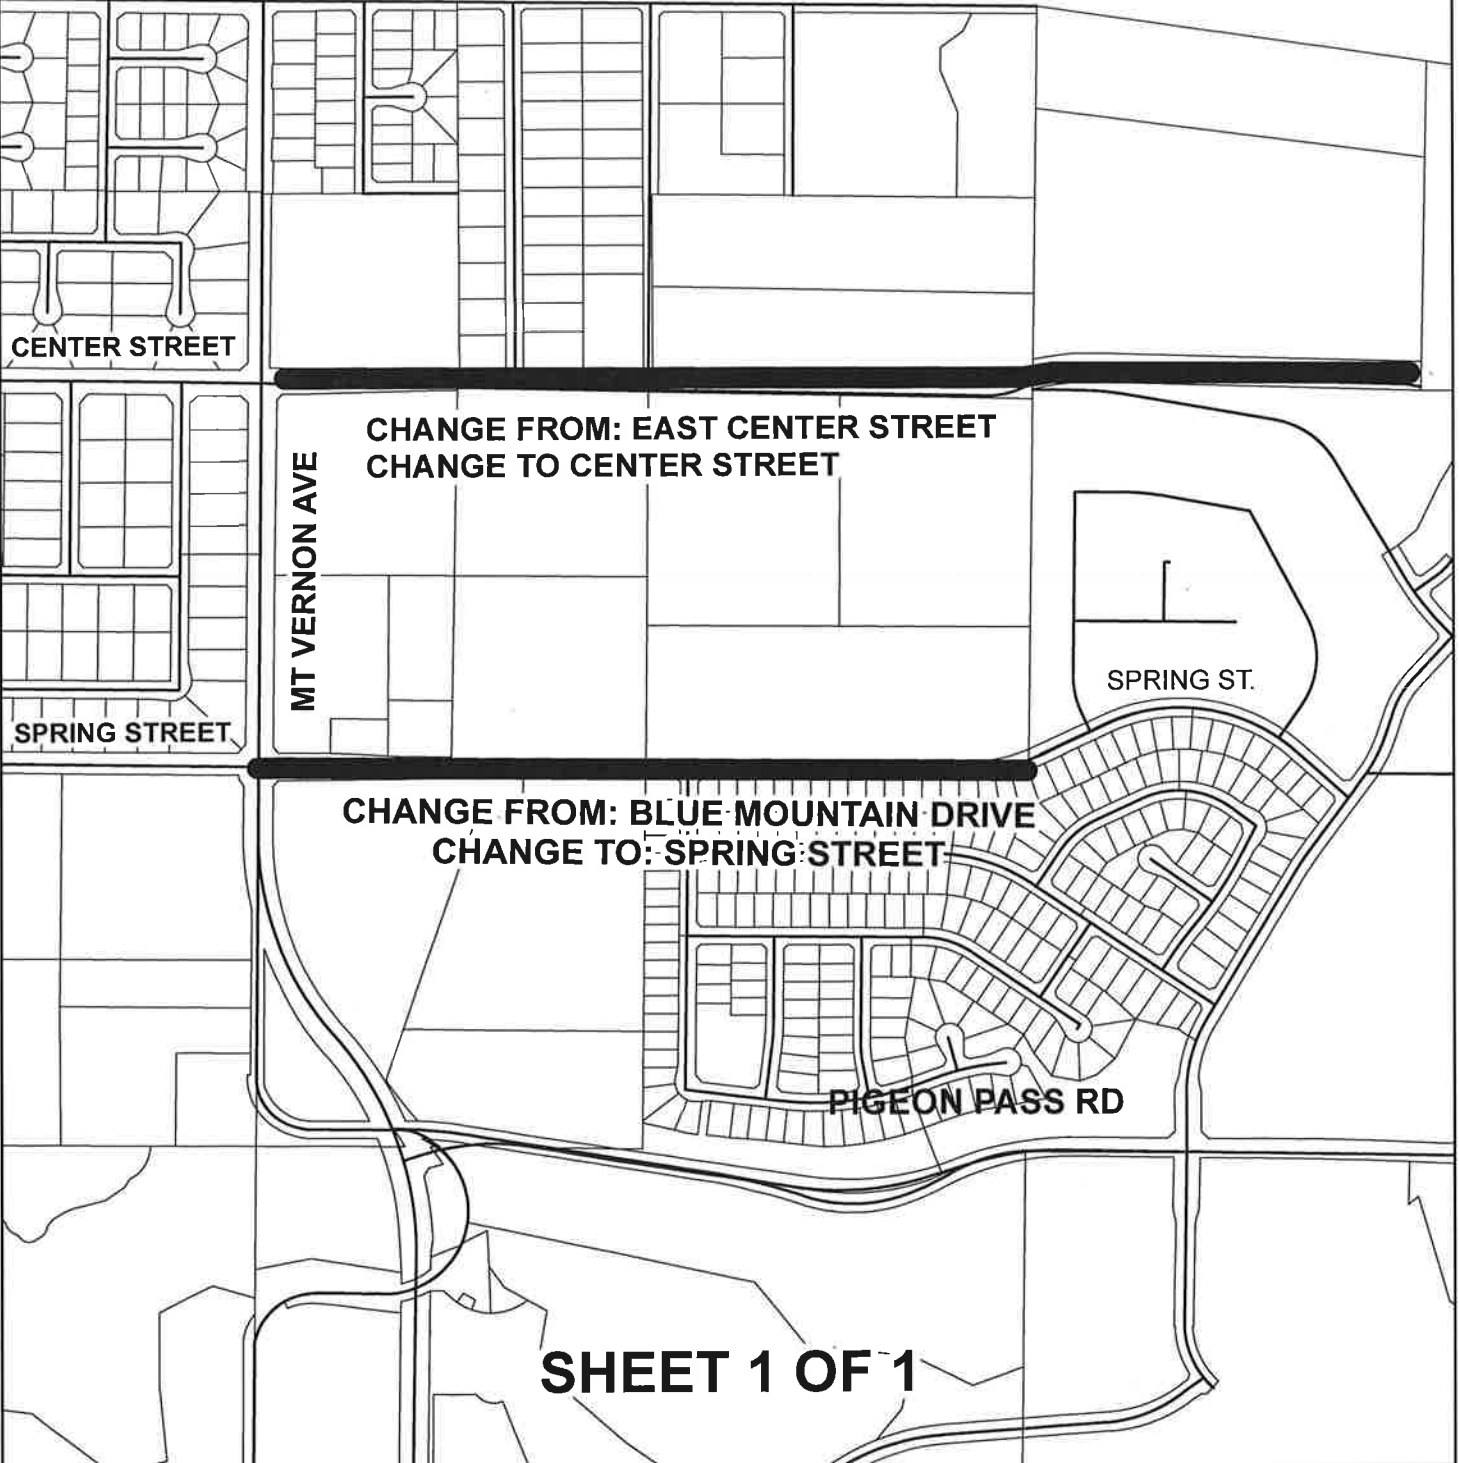 CENTER STREET
CHANGE FROM: EAST CENTER STREET
CHANGE TO CENTER STREET
MT VERNON AVE
SPRING ST.
SPRING STREET
CHANGE FROM: BLUE MOUNTAIN DRIVE
CHANGE TO: SPRING STREET
PIGEON PASS RD
SHEET 1 OF 1